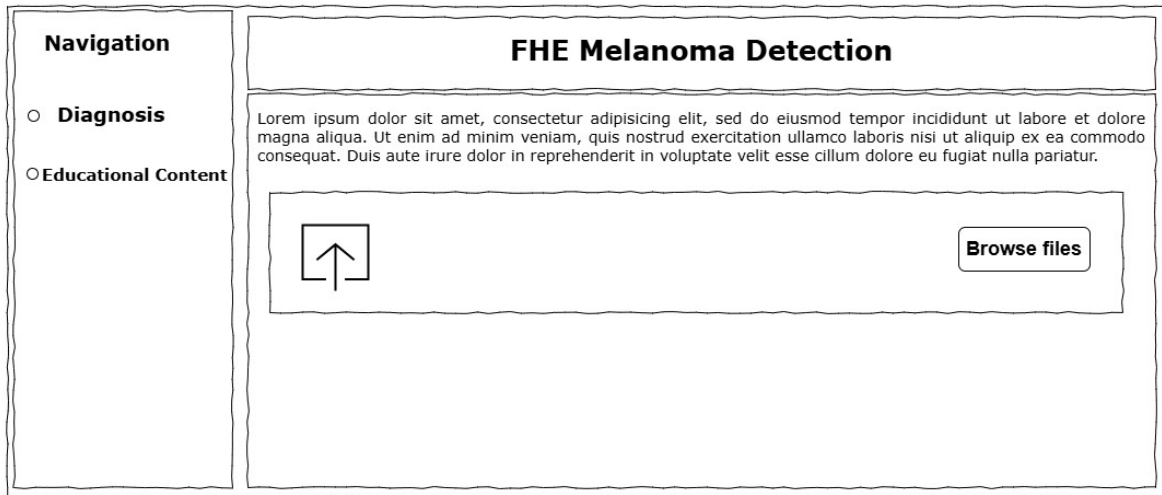 Navigation
Diagnosis
Educational Content
FHE Melanoma Detection
Lorem ipsum dolor sit amet, consectetur adipisicing elit, sed do eiusmod tempor incididunt ut labore et dolore
magna aliqua. Ut enim ad minim veniam, quis nostrud exercitation ullamco laboris nisi ut aliquip ex ea commodo
consequat. Duis aute irure dolor in reprehenderit in voluptate velit esse cillum dolore eu fugiat nulla pariatur.
Browse files